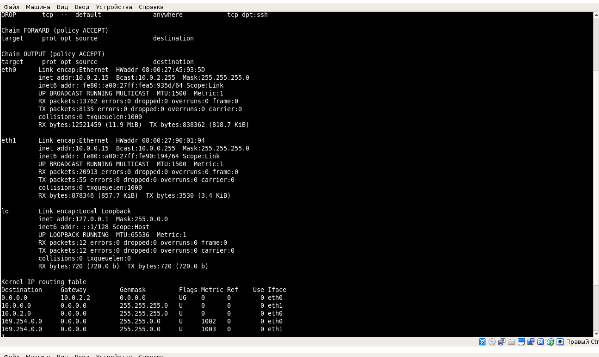 Файл Машина Вид Ввод Устройства Справка
DROP tcp -- default anywhere tcp dpt:ssh
Chain FORWARD (policy ACCEPT)
target prot opt source destination
Chain OUTPUT (policy ACCEPT)
target prot opt source destination
eth0 Link encap:Ethernet HWaddr 08:00:27:A5:93:5D
inet addr:10.0.2.15 Bcast:10.0.2.255 Mask:255.255.255.0
inet6 addr: fe80::a00:27ff:fea5:935d/64 Scope:Link
UP BROADCAST RUNNING MULTICAST MTU:1500 Metric:1
RX packets:13762 errors:0 dropped:0 overruns:0 frame:0
TX packets:8135 errors:0 dropped:0 overruns:0 carrier:0
collisions:0 txqueuelen:1000
RX bytes:12521459 (11.9 MiB) TX bytes:838362 (818.7 KiB)
eth1 Link encap:Ethernet HWaddr 08:00:27:90:01:94
inet addr:10.0.0.15 Bcast:10.0.0.255 Mask:255.255.255.0
inet6 addr: fe80::a00:27ff:fe90:194/64 Scope:Link
UP BROADCAST RUNNING MULTICAST MTU:1500 Metric:1
RX packets:20913 errors:0 dropped:0 overruns:0 frame:0
TX packets:55 errors:0 dropped:0 overruns:0 carrier:0
collisions:0 txqueuelen:1000
RX bytes:878346 (857.7 KiB) TX bytes:3530 (3.4 KiB)
lo Link encap:Local Loopback
inet addr:127.0.0.1 Mask:255.0.0.0
inet6 addr: ::1/128 Scope:Host
UP LOOPBACK RUNNING MTU:65536 Metric:1
RX packets:12 errors:0 dropped:0 overruns:0 frame:0
TX packets:12 errors:0 dropped:0 overruns:0 carrier:0
collisions:0 txqueuelen:0
RX bytes:720 (720.0 b) TX bytes:720 (720.0 b)
Kernel IP routing table
Destination Gateway Genmask Flags Metric Ref Use Iface
0.0.0.0 10.0.2.2 0.0.0.0 UG 0 0 0 eth0
10.0.0.0 0.0.0.0 255.255.255.0 U 0 0 0 eth1
10.0.2.0 0.0.0.0 255.255.255.0 U 0 0 0 eth0
169.254.0.0 0.0.0.0 255.255.0.0 U 1002 0 0 eth0
169.254.0.0 0.0.0.0 255.255.0.0 U 1003 0 0 eth1
Правый Ctr
Файл Машина Вид Ввод Устройства Справка